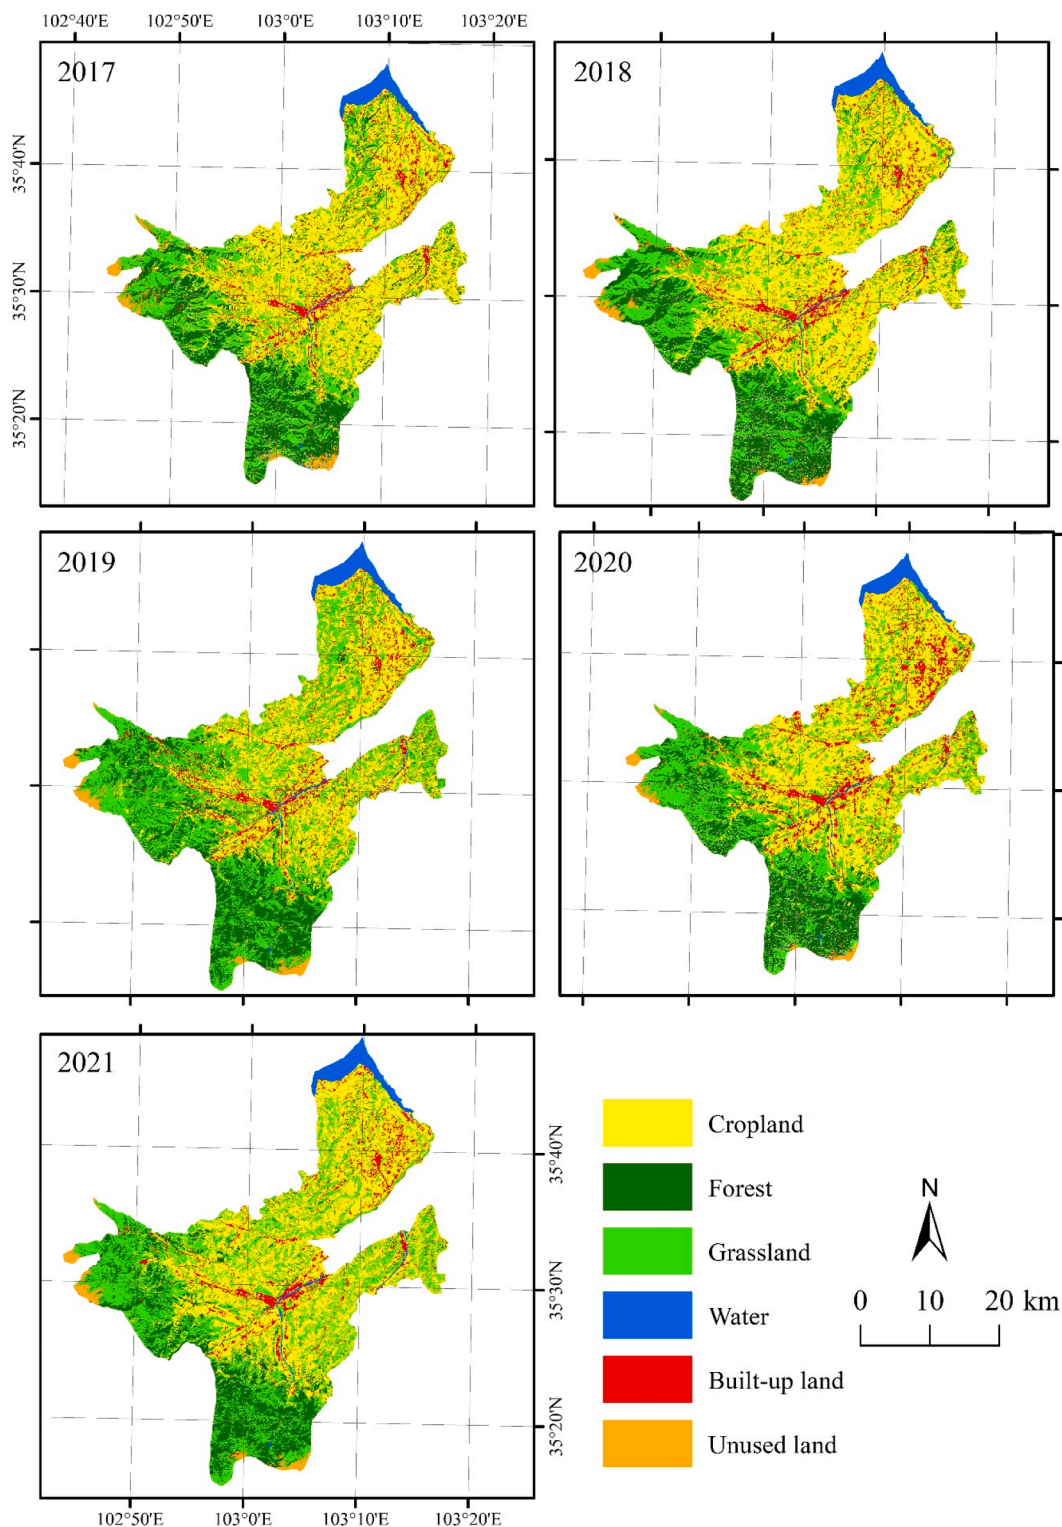 102°40'E 102°50'E 103°0'E 103°10'E 103°20'E
2017
2018
35°40'N
35°30'N
35°20'N
2019
2020
2021
35°40'N
35°30'N
35°20'N
102°50'E 103°0'E 103°10'E 103°20'E
Cropland
Forest
Grassland
Water
Built-up land
Unused land
N
0 10 20 km